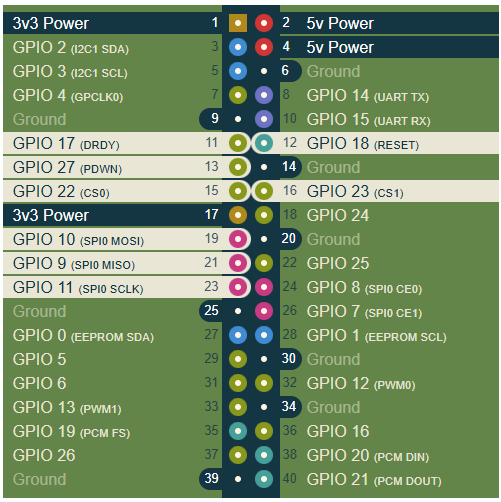 3v3 Power 1 2 5v Power
GPIO 2 (I2C1 SDA) 3 4 5v Power
GPIO 3 (I2C1 SCL) 5 6 Ground
GPIO 4 (GPCLK0) 7 8 GPIO 14 (UART TX)
Ground 9 10 GPIO 15 (UART RX)
GPIO 17 (DRDY) 11 12 GPIO 18 (RESET)
GPIO 27 (PDWN) 13 14 Ground
GPIO 22 (CS0) 15 16 GPIO 23 (CS1)
3v3 Power 17 18 GPIO 24
GPIO 10 (SPI0 MOSI) 19 20 Ground
GPIO 9 (SPI0 MISO) 21 22 GPIO 25
GPIO 11 (SPI0 SCLK) 23 24 GPIO 8 (SPI0 CE0)
Ground 25 26 GPIO 7 (SPI0 CE1)
GPIO 0 (EEPROM SDA) 27 28 GPIO 1 (EEPROM SCL)
GPIO 5 29 30 Ground
GPIO 6 31 32 GPIO 12 (PWM0)
GPIO 13 (PWM1) 33 34 Ground
GPIO 19 (PCM FS) 35 36 GPIO 16
GPIO 26 37 38 GPIO 20 (PCM DIN)
Ground 39 40 GPIO 21 (PCM DOUT)